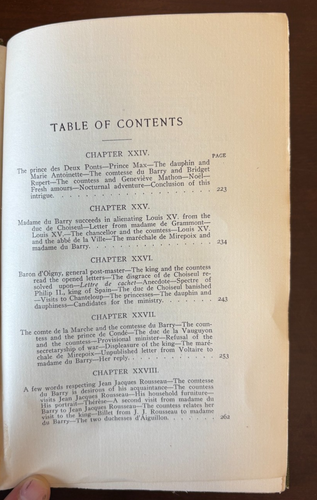 TABLE OF CONTENTS
CHAPTER XXIV.
PAGE
The prince des Deux Ponts—Prince Max—The dauphin and
Marie Antoinette—The comtesse du Barry and Bridget
Rupert—The comtesse and Geneviève Mathon—Noël—
Fresh amours—Nocturnal adventure—Conclusion of this
intrigue. 223
CHAPTER XXV.
Madame du Barry succeeds in alienating Louis XV. from the
duc de Choiseul—Letter from madame de Grammont—
Louis XV.—The chancellor and the countess—Louis XV.
and the abbé de la Ville—The maréchale de Mirepoix and
madame du Barry. 234
CHAPTER XXVI.
Baron d'Oigny, general post-master—The king and the countess
read the opened letters—The disgrace of Choiseul re-
solved upon—Lettre de cachet—Anecdote—Spectre of
Philip II., king of Spain—The duc de Choiseul banished
—Visits to Chanteloup—The princesses—The dauphin and
dauphiness—Candidates for the ministry. 243
CHAPTER XXVII.
The comte de la Marche and the comtesse du Barry—The coun-
tess and the prince de Condé—The duc de la Vauguyon
and the countess—Provisional minister—Refusal of the
secretaryship of war—Displeasure of the king—The maré-
chale de Mirepoix—Unpublished letter from Voltaire to
madame du Barry—Her reply. 253
CHAPTER XXVIII.
A few words respecting Jean Jacques Rousseau—The comtesse
du Barry is desirous of his acquaintance—The countess
visits Jean Jacques Rousseau—His household furniture—
His portrait—Thérèse—A second visit from madame du
Barry to Jean Jacques Rousseau—The countess relates her
visit to the king—Billet from J. J. Rousseau to madame
du Barry—The two duchesses d'Aiguillon. 262